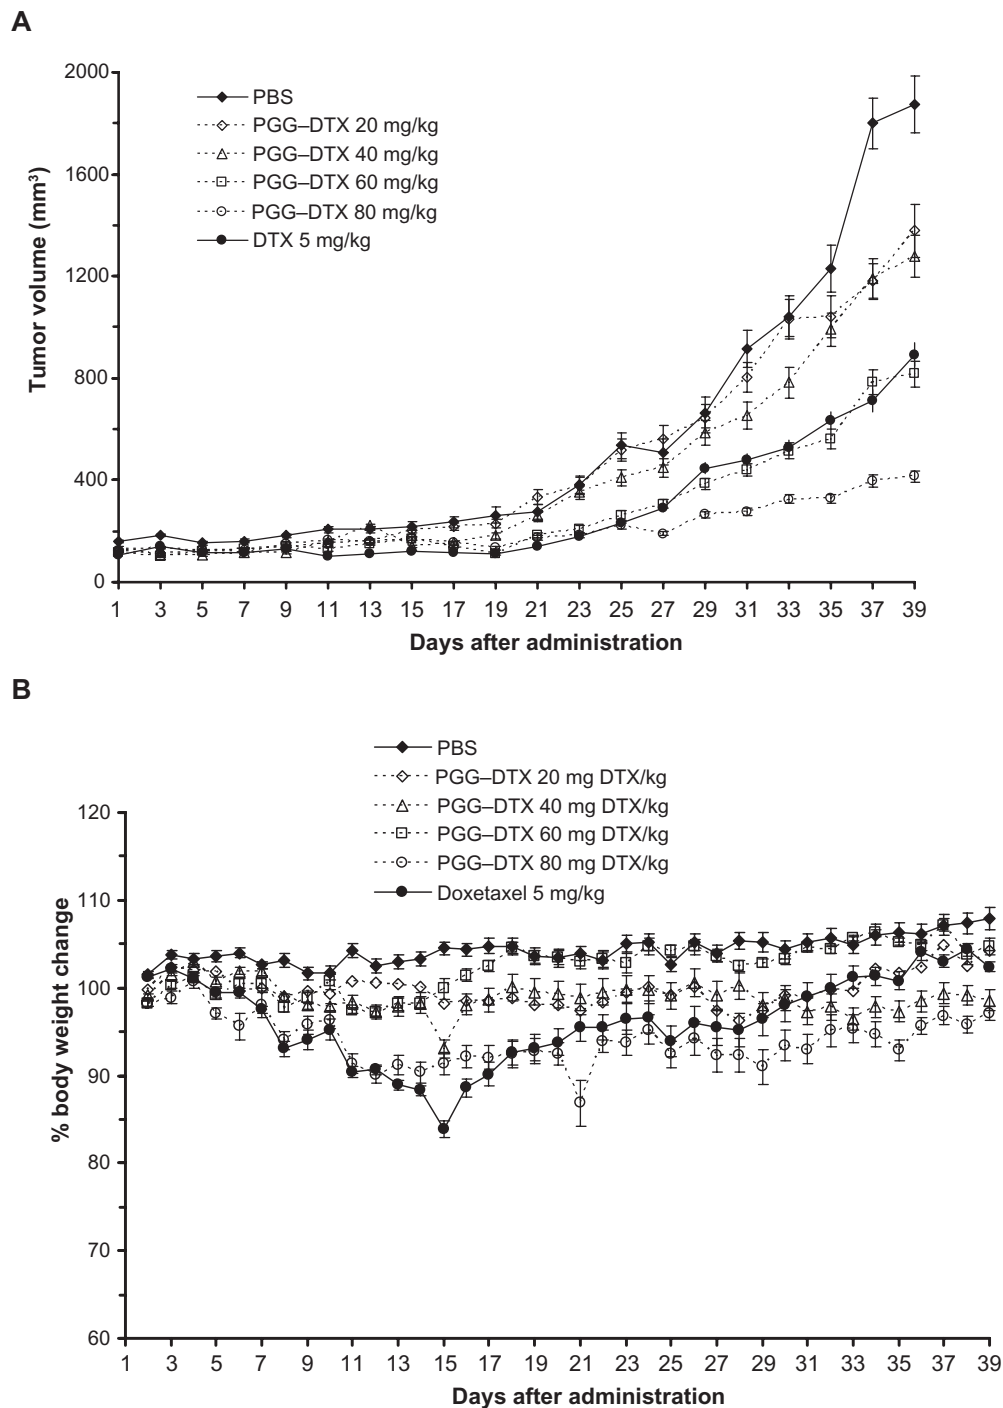 A
2000
1600
1200
800
400
0
Tumor volume (mm³)
PBS
PGG–DTX 20 mg/kg
PGG–DTX 40 mg/kg
PGG–DTX 60 mg/kg
PGG–DTX 80 mg/kg
DTX 5 mg/kg
1 3 5 7 9 11 13 15 17 19 21 23 25 27 29 31 33 35 37 39
Days after administration
B
PBS
PGG–DTX 20 mg DTX/kg
PGG–DTX 40 mg DTX/kg
PGG–DTX 60 mg DTX/kg
PGG–DTX 80 mg DTX/kg
Doxetaxel 5 mg/kg
120
110
100
90
80
70
60
% body weight change
1 3 5 7 9 11 13 15 17 19 21 23 25 27 29 31 33 35 37 39
Days after administration